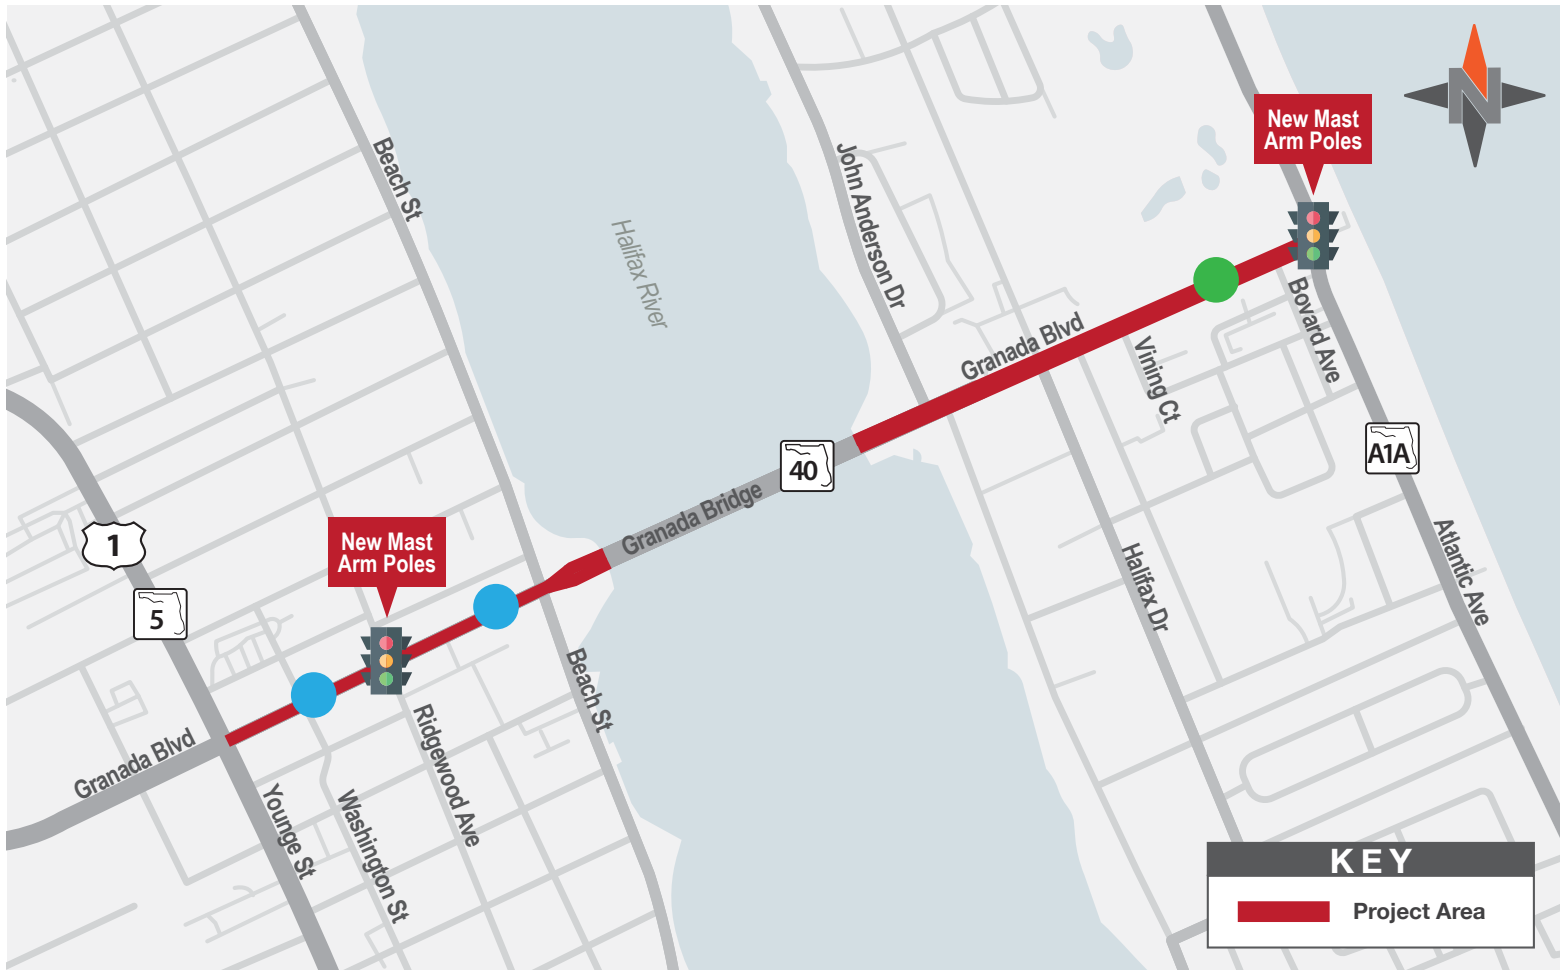 N
New Mast
Arm Poles
Beach St
John Anderson Dr
Halifax River
Bovard Ave
Granada Blvd
Vining Ct
A1A
40
Granada Bridge
1
New Mast
Arm Poles
5
Halifax Dr
Atlantic Ave
Beach St
Ridgewood Ave
Granada Blvd
Younge St
Washington St
KEY
Project Area